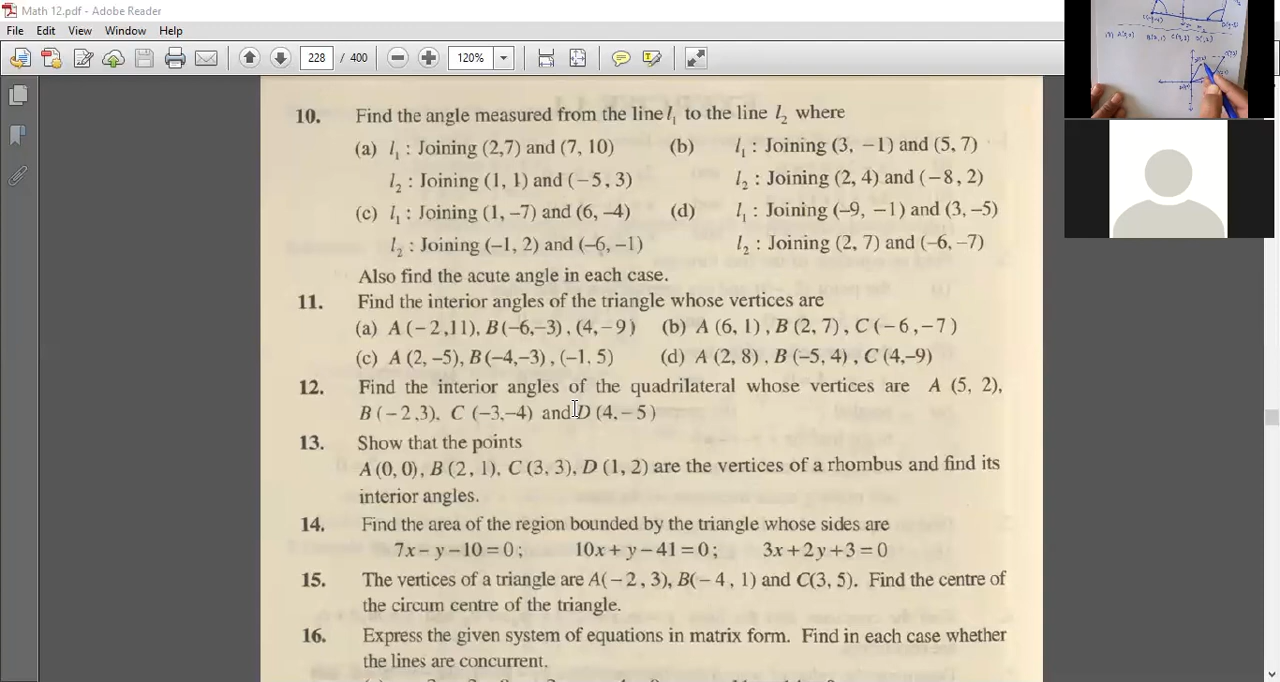 Math 12.pdf - Adobe Reader
File Edit View Window Help
228 / 400 120%
10. Find the angle measured from the line l₁ to the line l₂ where
(a) l₁ : Joining (2,7) and (7, 10) (b) l₁ : Joining (3, −1) and (5, 7)
l₂ : Joining (1, 1) and (−5, 3) l₂ : Joining (2, 4) and (−8, 2)
(c) l₁ : Joining (1, −7) and (6, −4) (d) l₁ : Joining (−9, −1) and (3, −5)
l₂ : Joining (−1, 2) and (−6, −1) l₂ : Joining (2, 7) and (−6, −7)
Also find the acute angle in each case.
11. Find the interior angles of the triangle whose vertices are
(a) A (−2,11), B (−6,−3) , (4,−9) (b) A (6, 1) , B (2, 7) , C (−6,−7)
(c) A (2, −5), B (−4,−3) , (−1, 5) (d) A (2, 8) , B (−5, 4) , C (4,−9)
12. Find the interior angles of the quadrilateral whose vertices are A (5, 2),
B (−2,3), C (−3,−4) and D (4,−5)
13. Show that the points
A (0, 0), B (2, 1), C (3, 3), D (1, 2) are the vertices of a rhombus and find its
interior angles.
14. Find the area of the region bounded by the triangle whose sides are
7x − y − 10 = 0 ; 10x + y − 41 = 0 ; 3x + 2y + 3 = 0
15. The vertices of a triangle are A(−2, 3), B(−4, 1) and C(3, 5). Find the centre of
the circum centre of the triangle.
16. Express the given system of equations in matrix form. Find in each case whether
the lines are concurrent.